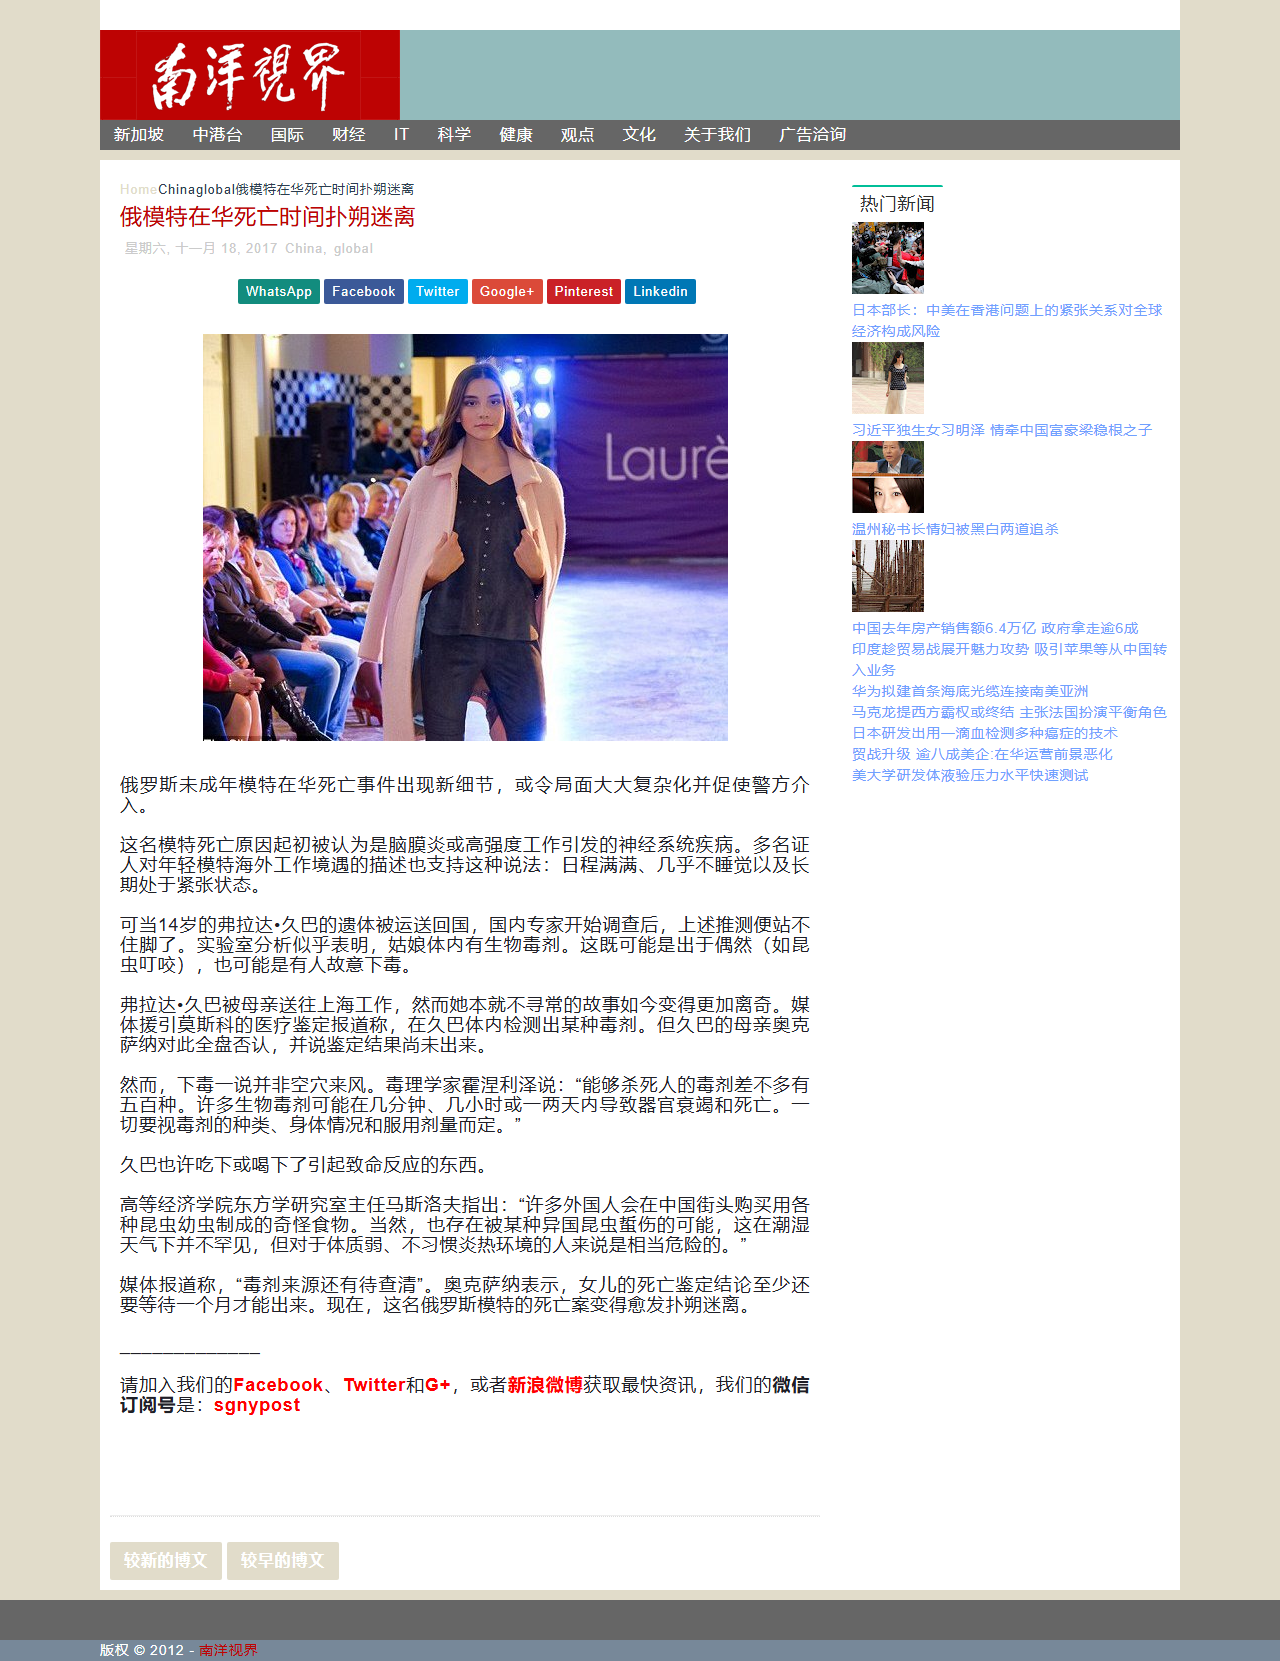 南洋視界
新加坡 中港台 国际 财经 IT 科学 健康 观点 文化 关于我们 广告洽询
HomeChinaglobal俄模特在华死亡时间扑朔迷离
俄模特在华死亡时间扑朔迷离
星期六, 十一月 18, 2017 China, global
WhatsApp Facebook Twitter Google+ Pinterest Linkedin
Laurè
俄罗斯未成年模特在华死亡事件出现新细节，或令局面大大复杂化并促使警方介
入。
这名模特死亡原因起初被认为是脑膜炎或高强度工作引发的神经系统疾病。多名证
人对年轻模特海外工作境遇的描述也支持这种说法：日程满满、几乎不睡觉以及长
期处于紧张状态。
可当14岁的弗拉达•久巴的遗体被运送回国，国内专家开始调查后，上述推测便站不
住脚了。实验室分析似乎表明，姑娘体内有生物毒剂。这既可能是出于偶然（如昆
虫叮咬），也可能是有人故意下毒。
弗拉达•久巴被母亲送往上海工作，然而她本就不寻常的故事如今变得更加离奇。媒
体援引莫斯科的医疗鉴定报道称，在久巴体内检测出某种毒剂。但久巴的母亲奥克
萨纳对此全盘否认，并说鉴定结果尚未出来。
然而，下毒一说并非空穴来风。毒理学家霍涅利泽说：“能够杀死人的毒剂差不多有
五百种。许多生物毒剂可能在几分钟、几小时或一两天内导致器官衰竭和死亡。一
切要视毒剂的种类、身体情况和服用剂量而定。”
久巴也许吃下或喝下了引起致命反应的东西。
高等经济学院东方学研究室主任马斯洛夫指出：“许多外国人会在中国街头购买用各
种昆虫幼虫制成的奇怪食物。当然，也存在被某种异国昆虫蜇伤的可能，这在潮湿
天气下并不罕见，但对于体质弱、不习惯炎热环境的人来说是相当危险的。”
媒体报道称，“毒剂来源还有待查清”。奥克萨纳表示，女儿的死亡鉴定结论至少还
要等待一个月才能出来。现在，这名俄罗斯模特的死亡案变得愈发扑朔迷离。
_____________
请加入我们的Facebook、Twitter和G+，或者新浪微博获取最快资讯，我们的微信
订阅号是：sgnypost
较新的博文 较早的博文
热门新闻
日本部长：中美在香港问题上的紧张关系对全球
经济构成风险
习近平独生女习明泽 情牵中国富豪梁稳根之子
温州秘书长情妇被黑白两道追杀
中国去年房产销售额6.4万亿 政府拿走逾6成
印度趁贸易战展开魅力攻势 吸引苹果等从中国转
入业务
华为拟建首条海底光缆连接南美亚洲
马克龙提西方霸权或终结 主张法国扮演平衡角色
日本研发出用一滴血检测多种癌症的技术
贸战升级 逾八成美企:在华运营前景恶化
美大学研发体液验压力水平快速测试
版权 © 2012 - 南洋视界